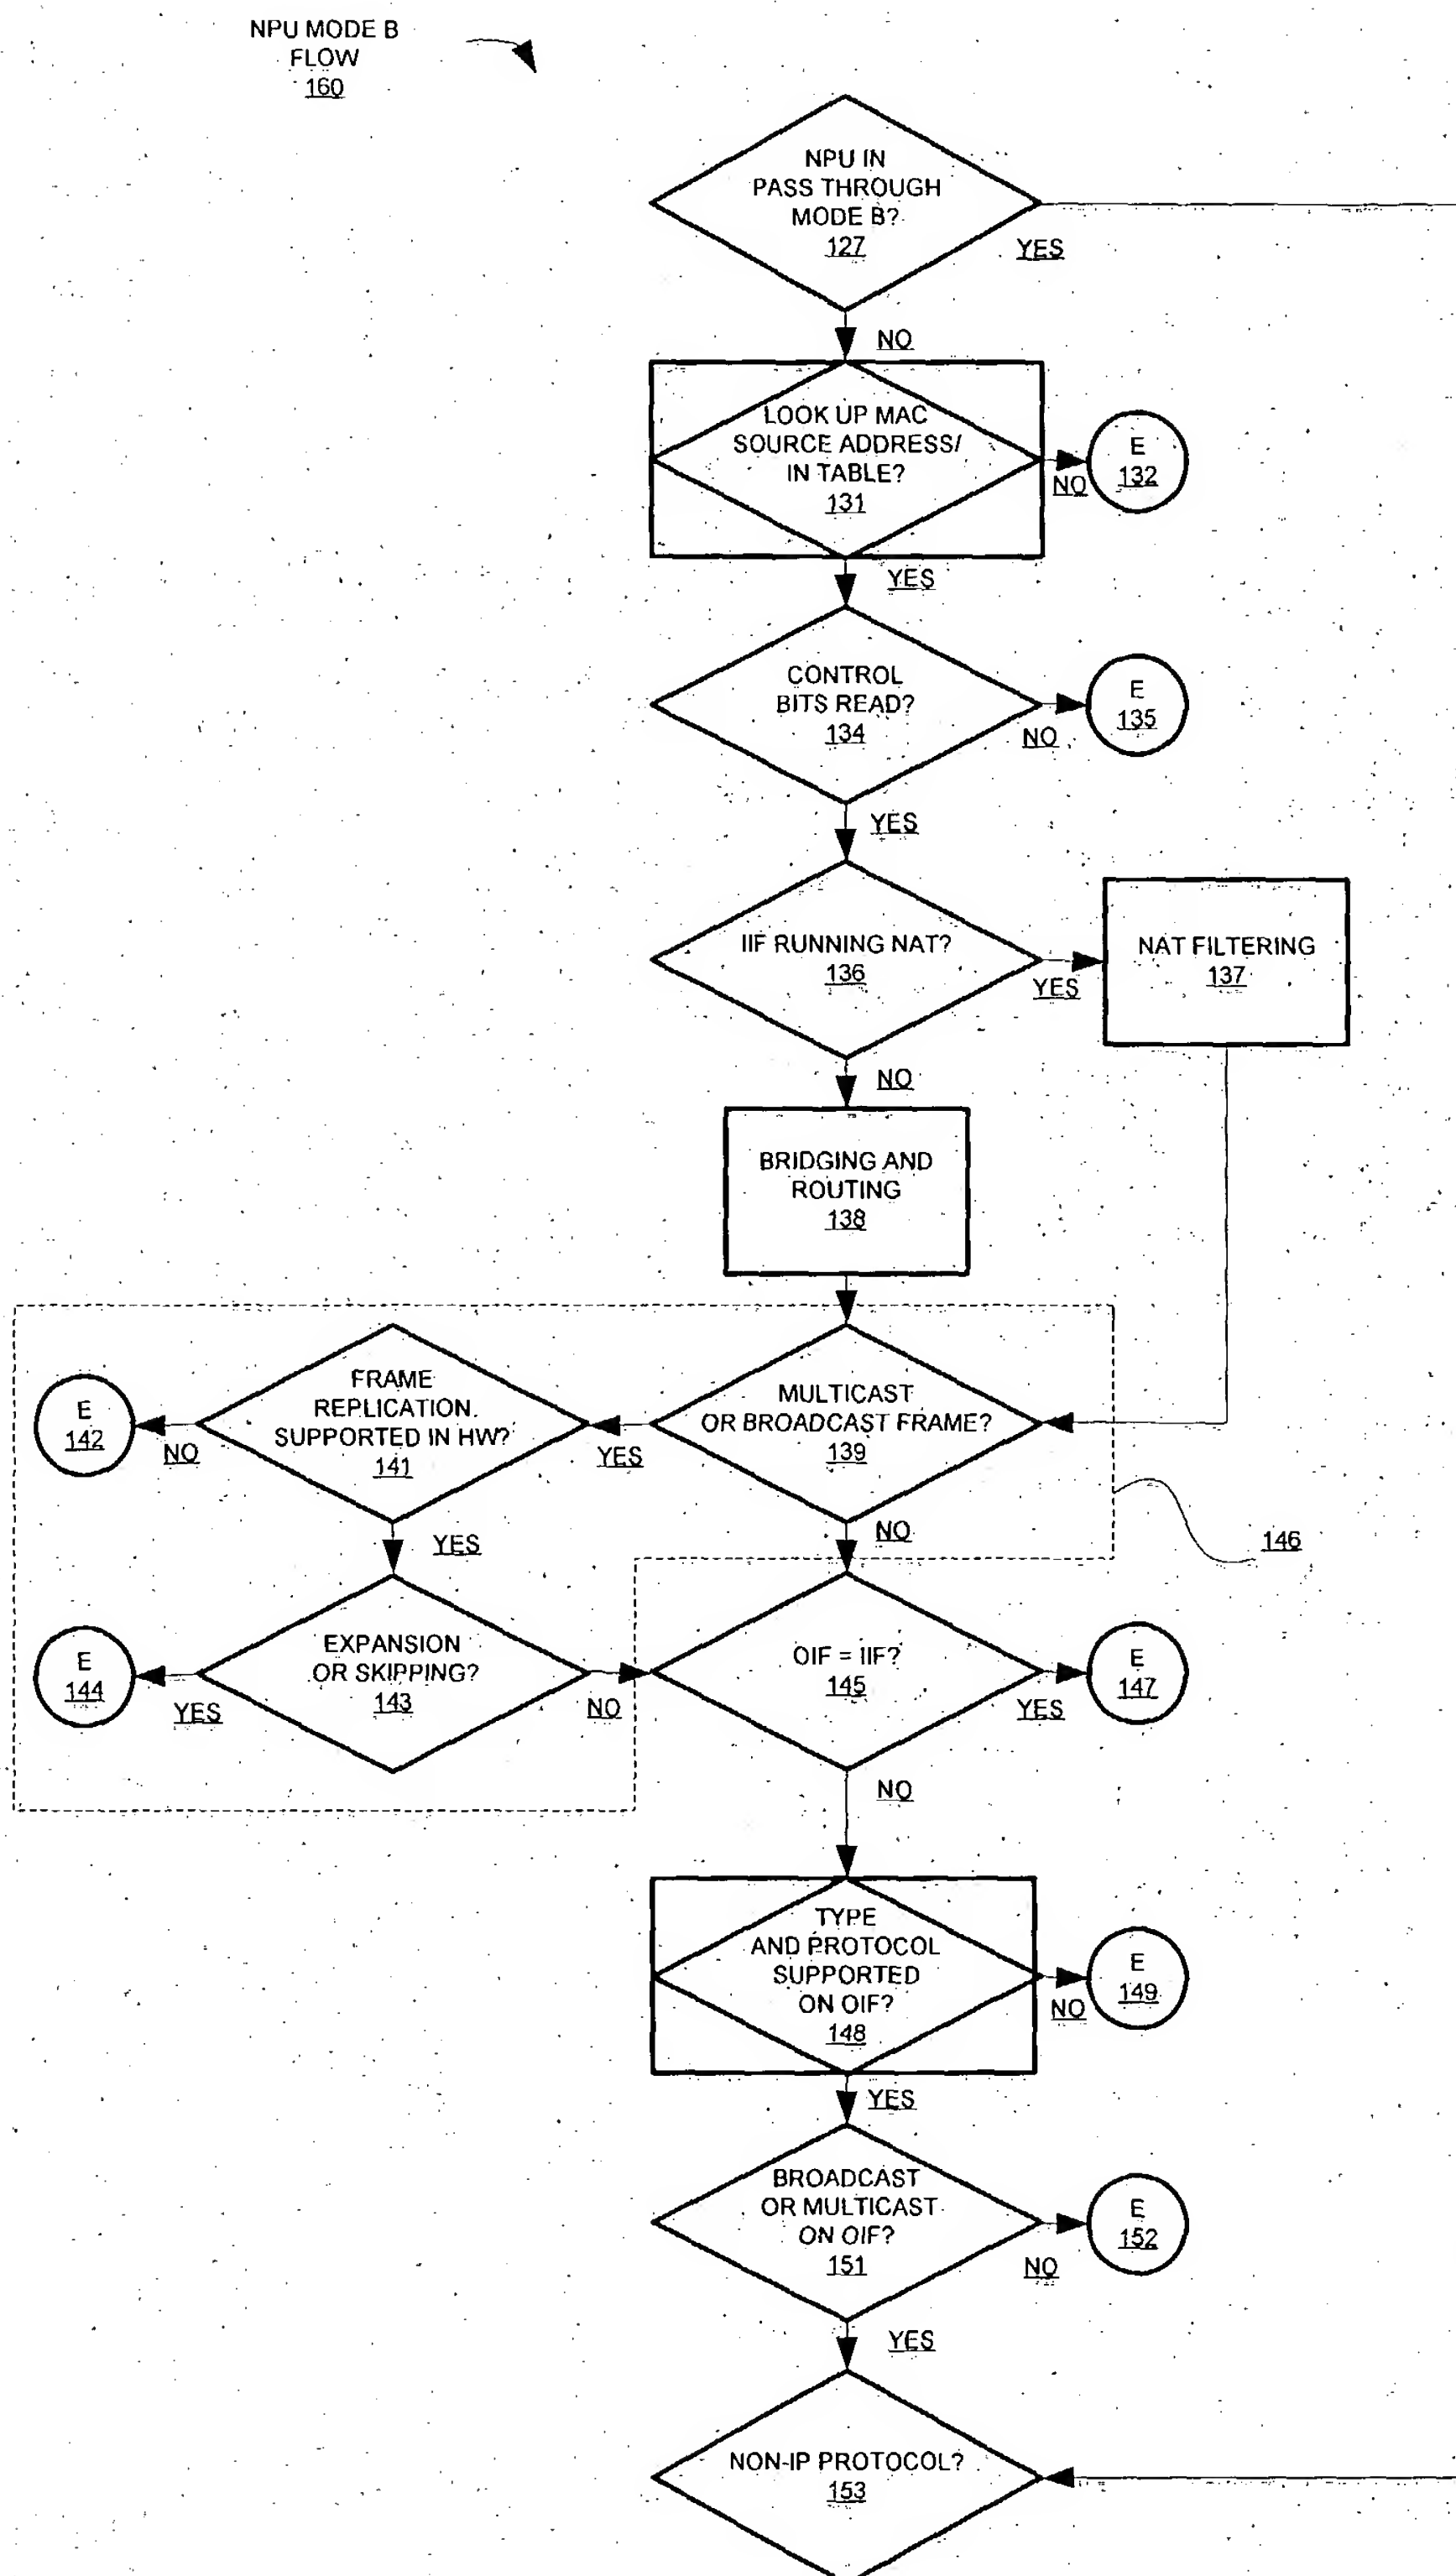 NPU MODE B
FLOW
160
NPU IN
PASS THROUGH
MODE B?
127
YES
NO
LOOK UP MAC
SOURCE ADDRESS/
IN TABLE?
131
NO
E
132
YES
CONTROL
BITS READ?
134
NO
E
135
YES
IIF RUNNING NAT?
136
YES
NAT FILTERING
137
NO
BRIDGING AND
ROUTING
138
MULTICAST
OR BROADCAST FRAME?
139
YES
FRAME
REPLICATION
SUPPORTED IN HW?
141
NO
E
142
YES
NO
146
EXPANSION
OR SKIPPING?
143
YES
E
144
NO
OIF = IIF?
145
YES
E
147
NO
TYPE
AND PROTOCOL
SUPPORTED
ON OIF?
148
NO
E
149
YES
BROADCAST
OR MULTICAST
ON OIF?
151
NO
E
152
YES
NON-IP PROTOCOL?
153